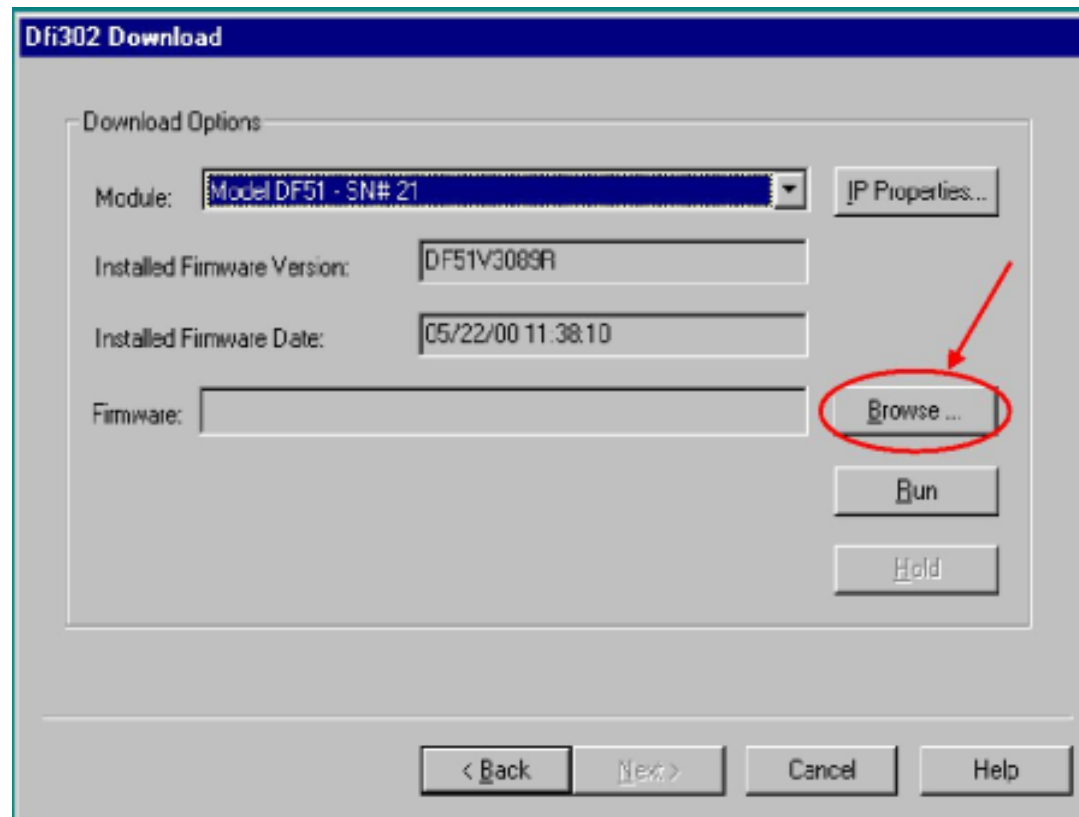 Dfi302 Download
Download Options
Module: Model DF51 - SN# 21 IP Properties...
Installed Firmware Version: DF51V3089R
Installed Firmware Date: 05/22/00 11:38:10
Firmware: Browse ...
Run
Hold
< Back Next > Cancel Help